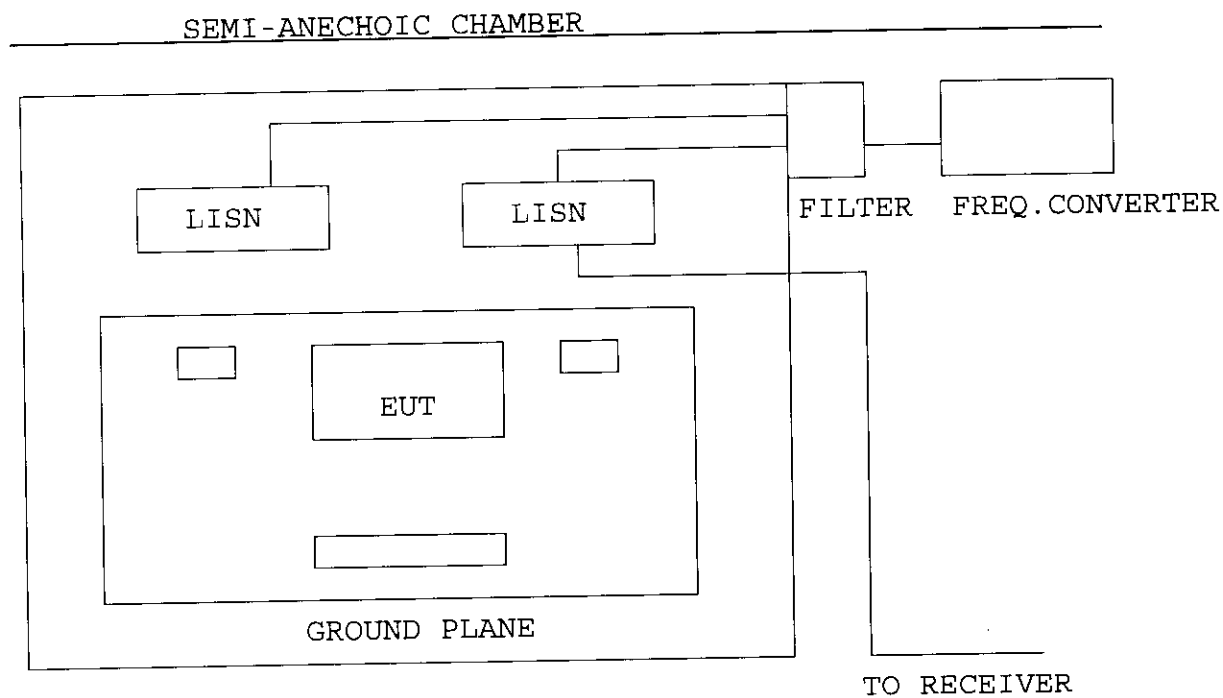 SEMI-ANECHOIC CHAMBER
LISN
LISN
FILTER
FREQ.CONVERTER
EUT
GROUND PLANE
TO RECEIVER